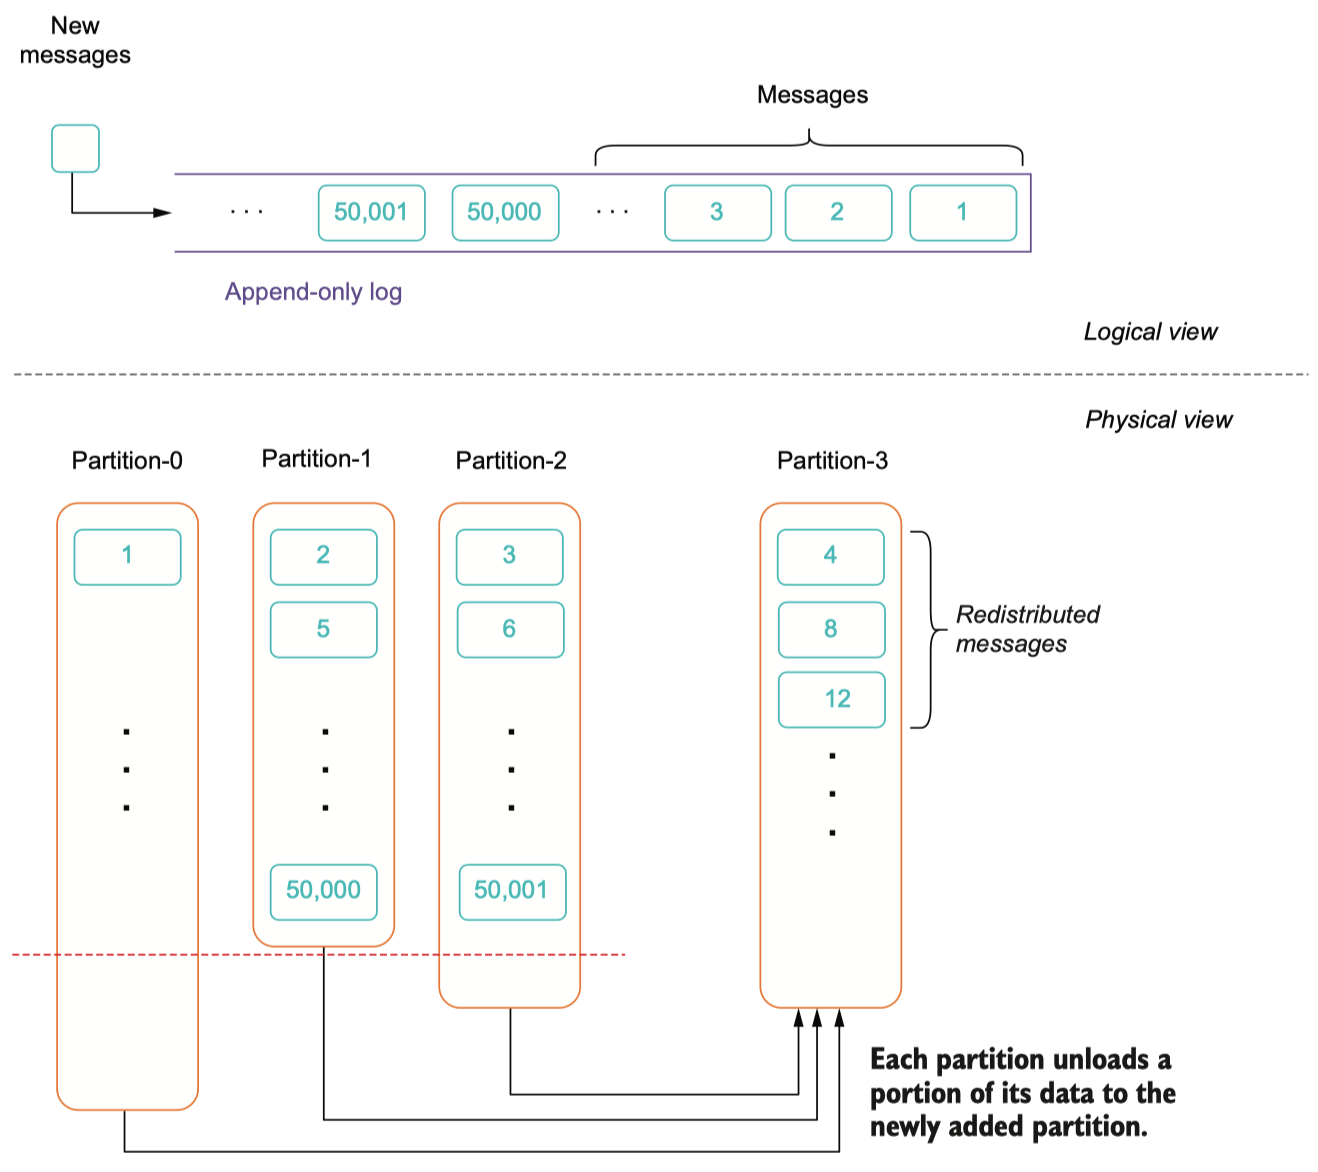 New
messages
Messages
. . .
50,001
50,000
. . .
3
2
1
Append-only log
Logical view
Physical view
Partition-0
Partition-1
Partition-2
Partition-3
1
2
3
4
5
6
8
12
Redistributed
messages
50,000
50,001
Each partition unloads a
portion of its data to the
newly added partition.